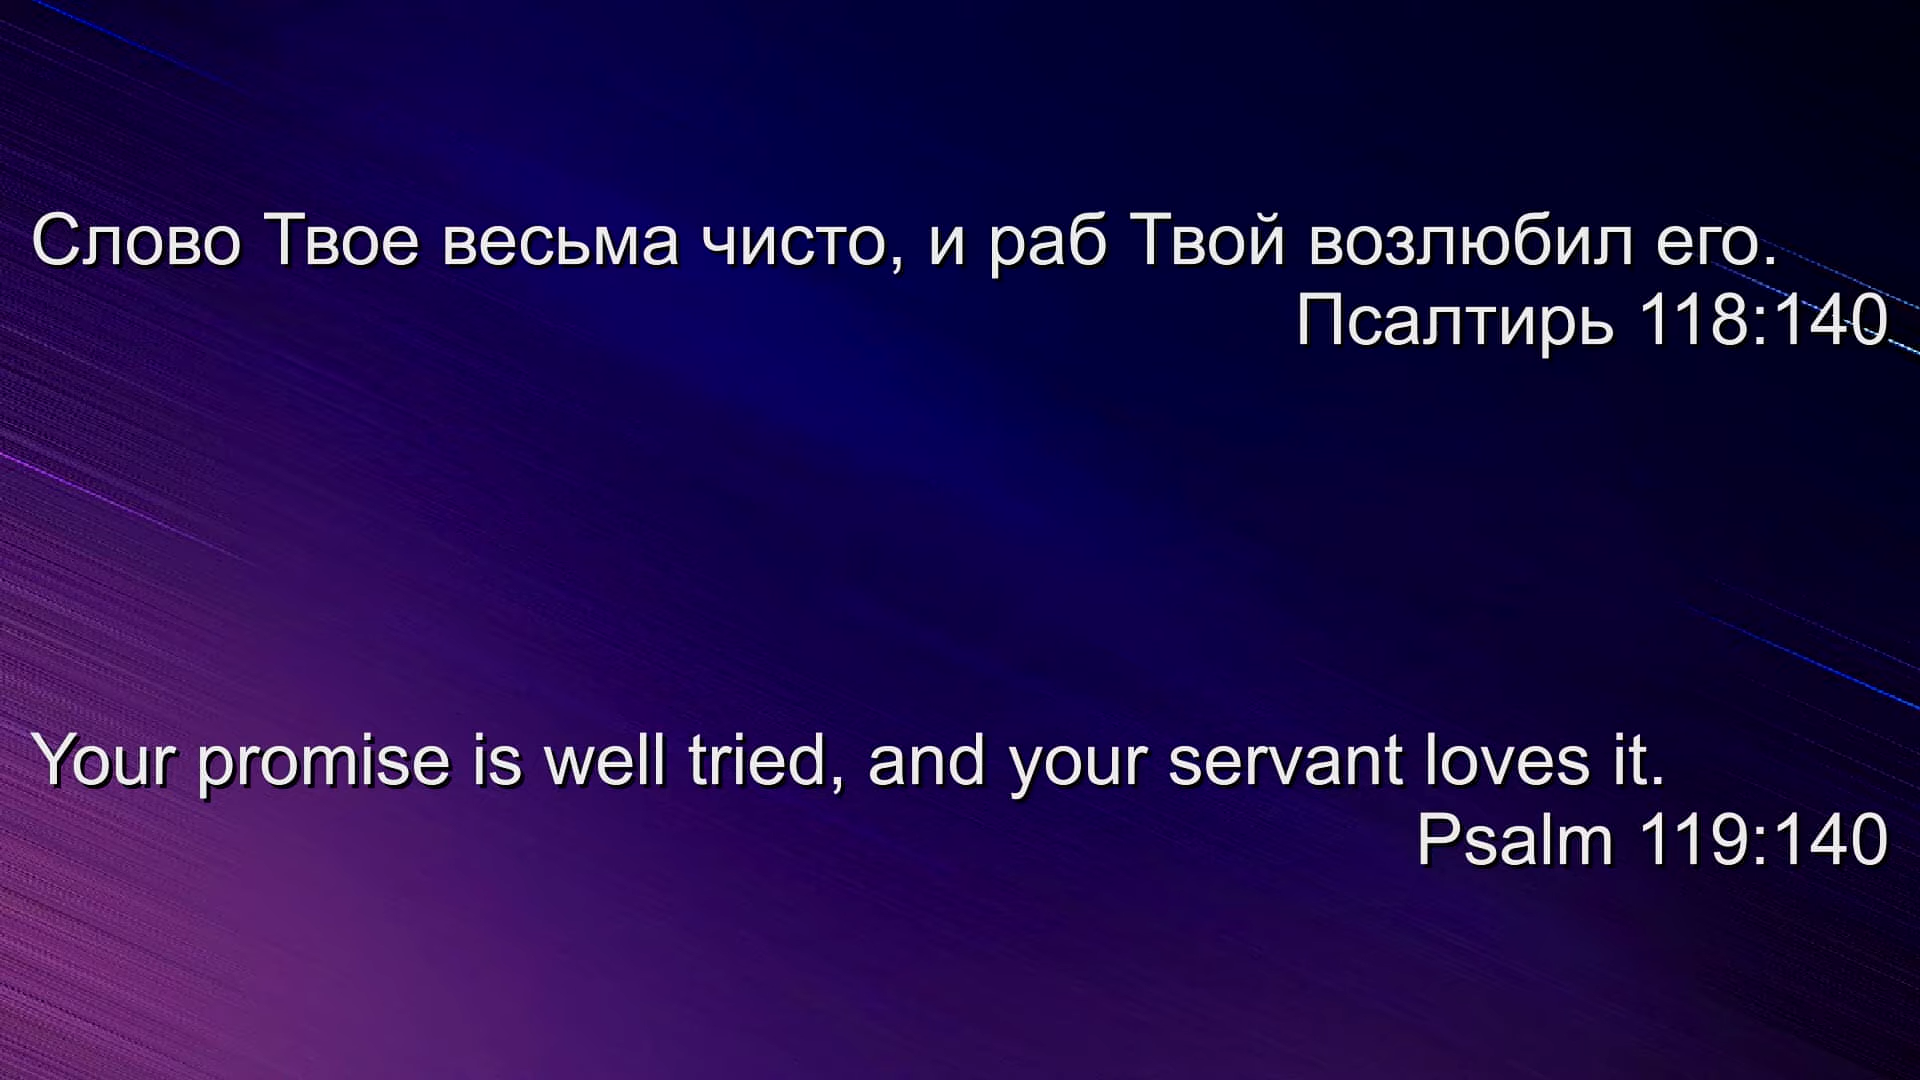 Слово Твое весьма чисто, и раб Твой возлюбил его.
Псалтирь 118:140
Your promise is well tried, and your servant loves it.
Psalm 119:140